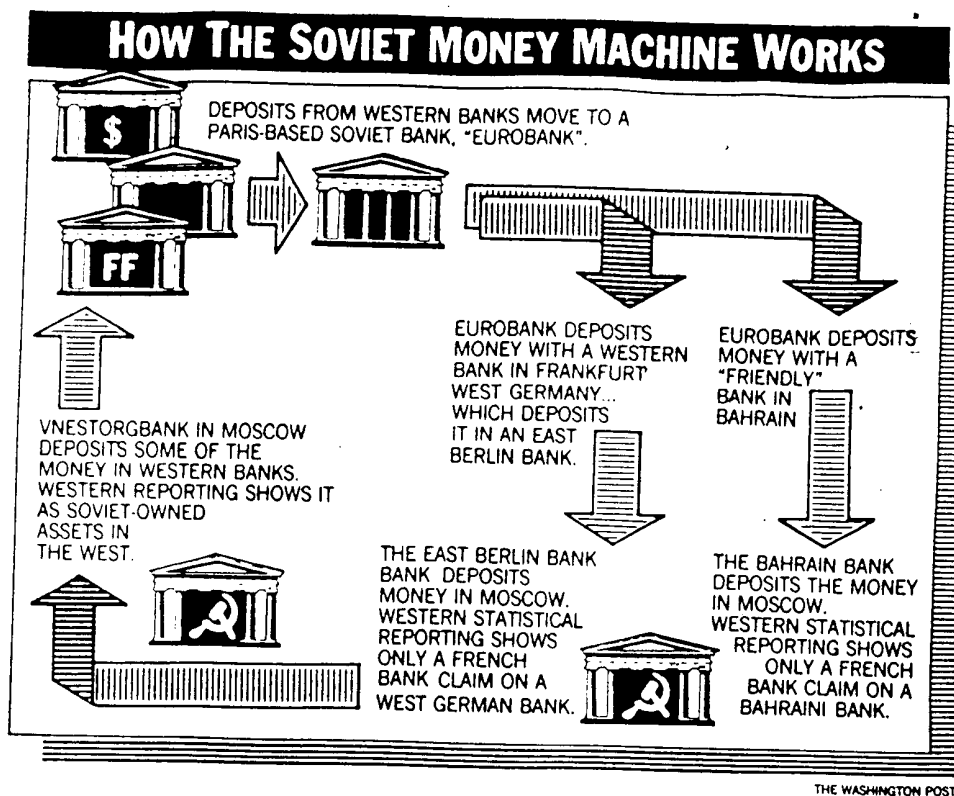 HOW THE SOVIET MONEY MACHINE WORKS
DEPOSITS FROM WESTERN BANKS MOVE TO A
PARIS-BASED SOVIET BANK, "EUROBANK".
$
FF
EUROBANK DEPOSITS
MONEY WITH A WESTERN
BANK IN FRANKFURT
WEST GERMANY...
WHICH DEPOSITS
IT IN AN EAST
BERLIN BANK.
EUROBANK DEPOSITS
MONEY WITH A
"FRIENDLY"
BANK IN
BAHRAIN
VNESTORGBANK IN MOSCOW
DEPOSITS SOME OF THE
MONEY IN WESTERN BANKS.
WESTERN REPORTING SHOWS IT
AS SOVIET-OWNED
ASSETS IN
THE WEST.
THE EAST BERLIN BANK
BANK DEPOSITS
MONEY IN MOSCOW.
WESTERN STATISTICAL
REPORTING SHOWS
ONLY A FRENCH
BANK CLAIM ON A
WEST GERMAN BANK.
THE BAHRAIN BANK
DEPOSITS THE MONEY
IN MOSCOW.
WESTERN STATISTICAL
REPORTING SHOWS
ONLY A FRENCH
BANK CLAIM ON A
BAHRAINI BANK.
THE WASHINGTON POST